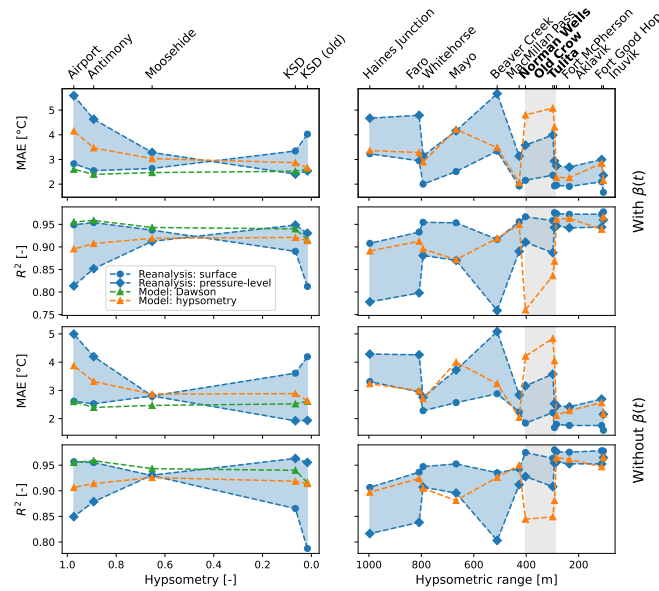 Airport
Antimony
Moosehide
KSD
KSD (old)
Haines Junction
Faro
Whitehorse
Mayo
Beaver Creek
MacMillan Pass
Norman Wells
Old Crow
Tulita
Fort McPherson
Aklavik
Fort Good Hop
Inuvik
MAE [°C]
5
4
3
2
With β(t)
R² [-]
0.95
0.90
0.85
0.80
0.75
Reanalysis: surface
Reanalysis: pressure-level
Model: Dawson
Model: hypsometry
MAE [°C]
5
4
3
2
Without β(t)
R² [-]
0.95
0.90
0.85
0.80
1.0 0.8 0.6 0.4 0.2 0.0
Hypsometry [-]
1000 800 600 400 200
Hypsometric range [m]